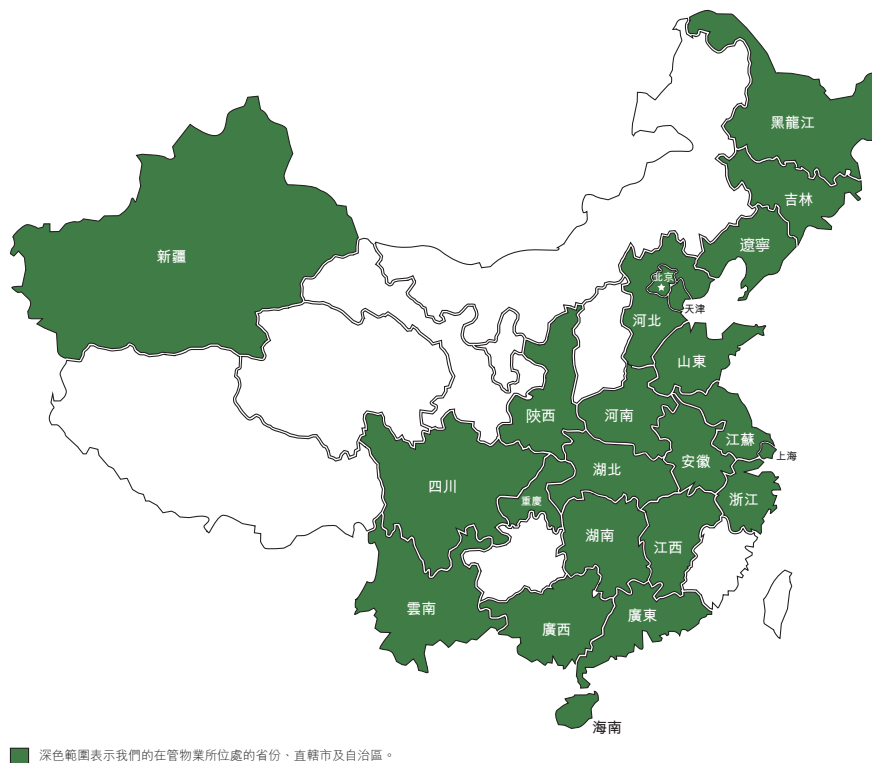 黑龍江
吉林
遼寧
新疆
北京
天津
河北
山東
陝西
河南
江蘇
上海
安徽
湖北
四川
重慶
浙江
湖南
江西
雲南
廣東
廣西
海南
深色範圍表示我們的在管物業所位處的省份、直轄市及自治區。